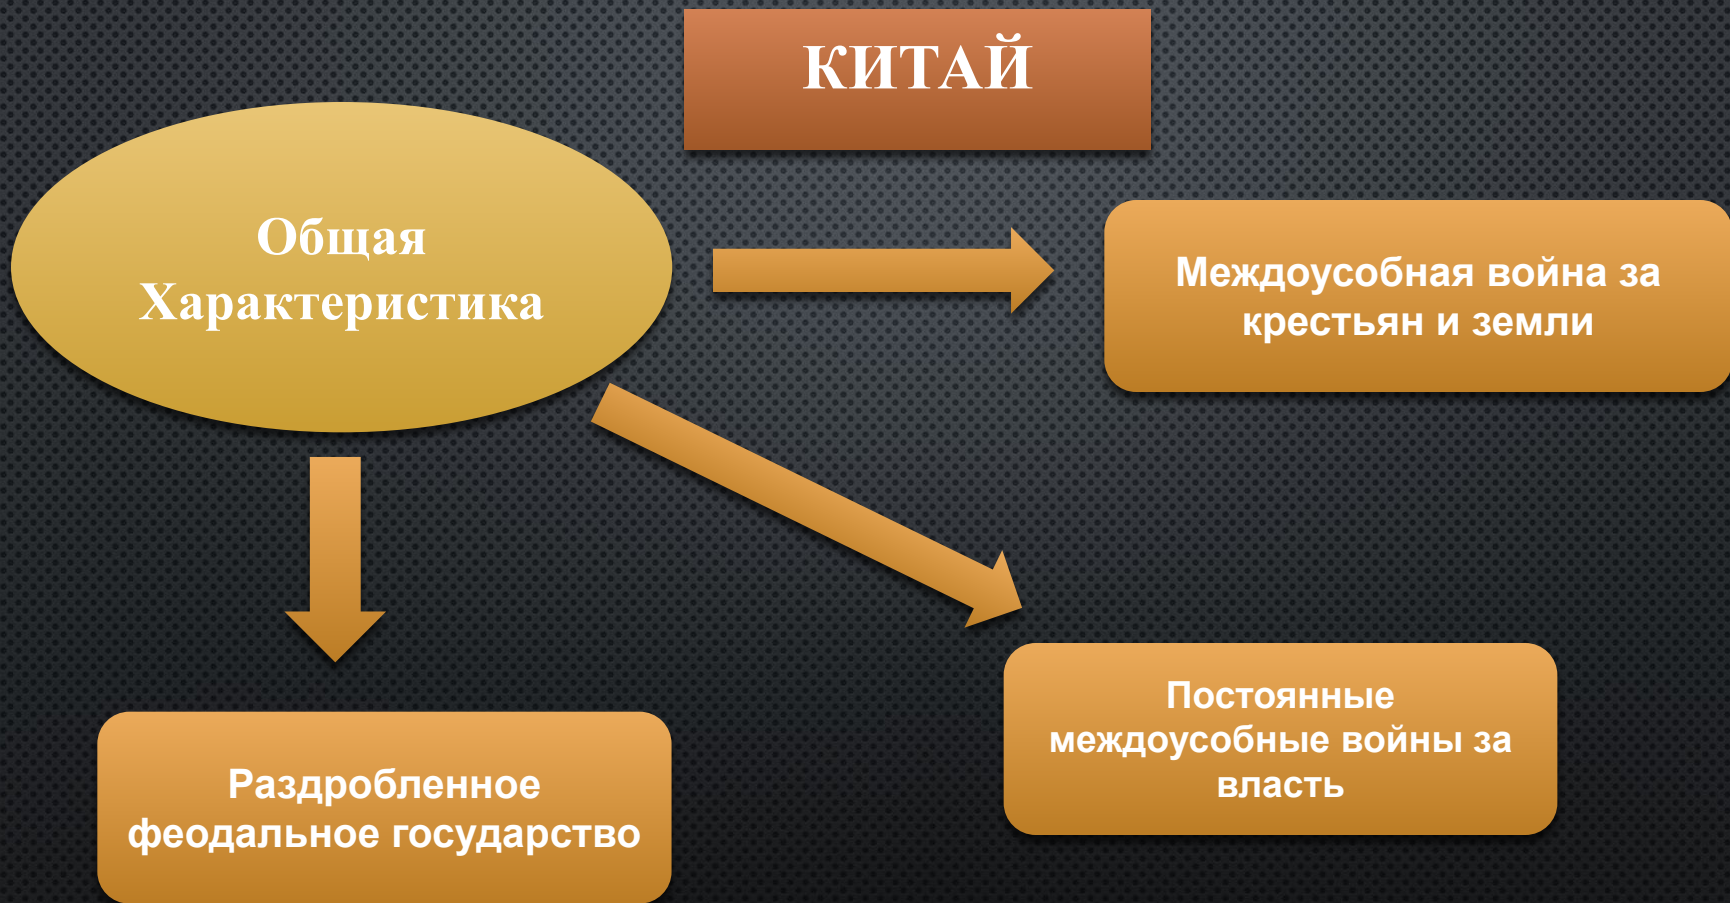 КИТАЙ
Общая
Характеристика
Междоусобная война за
крестьян и земли
Постоянные
междоусобные войны за
власть
Раздробленное
феодальное государство